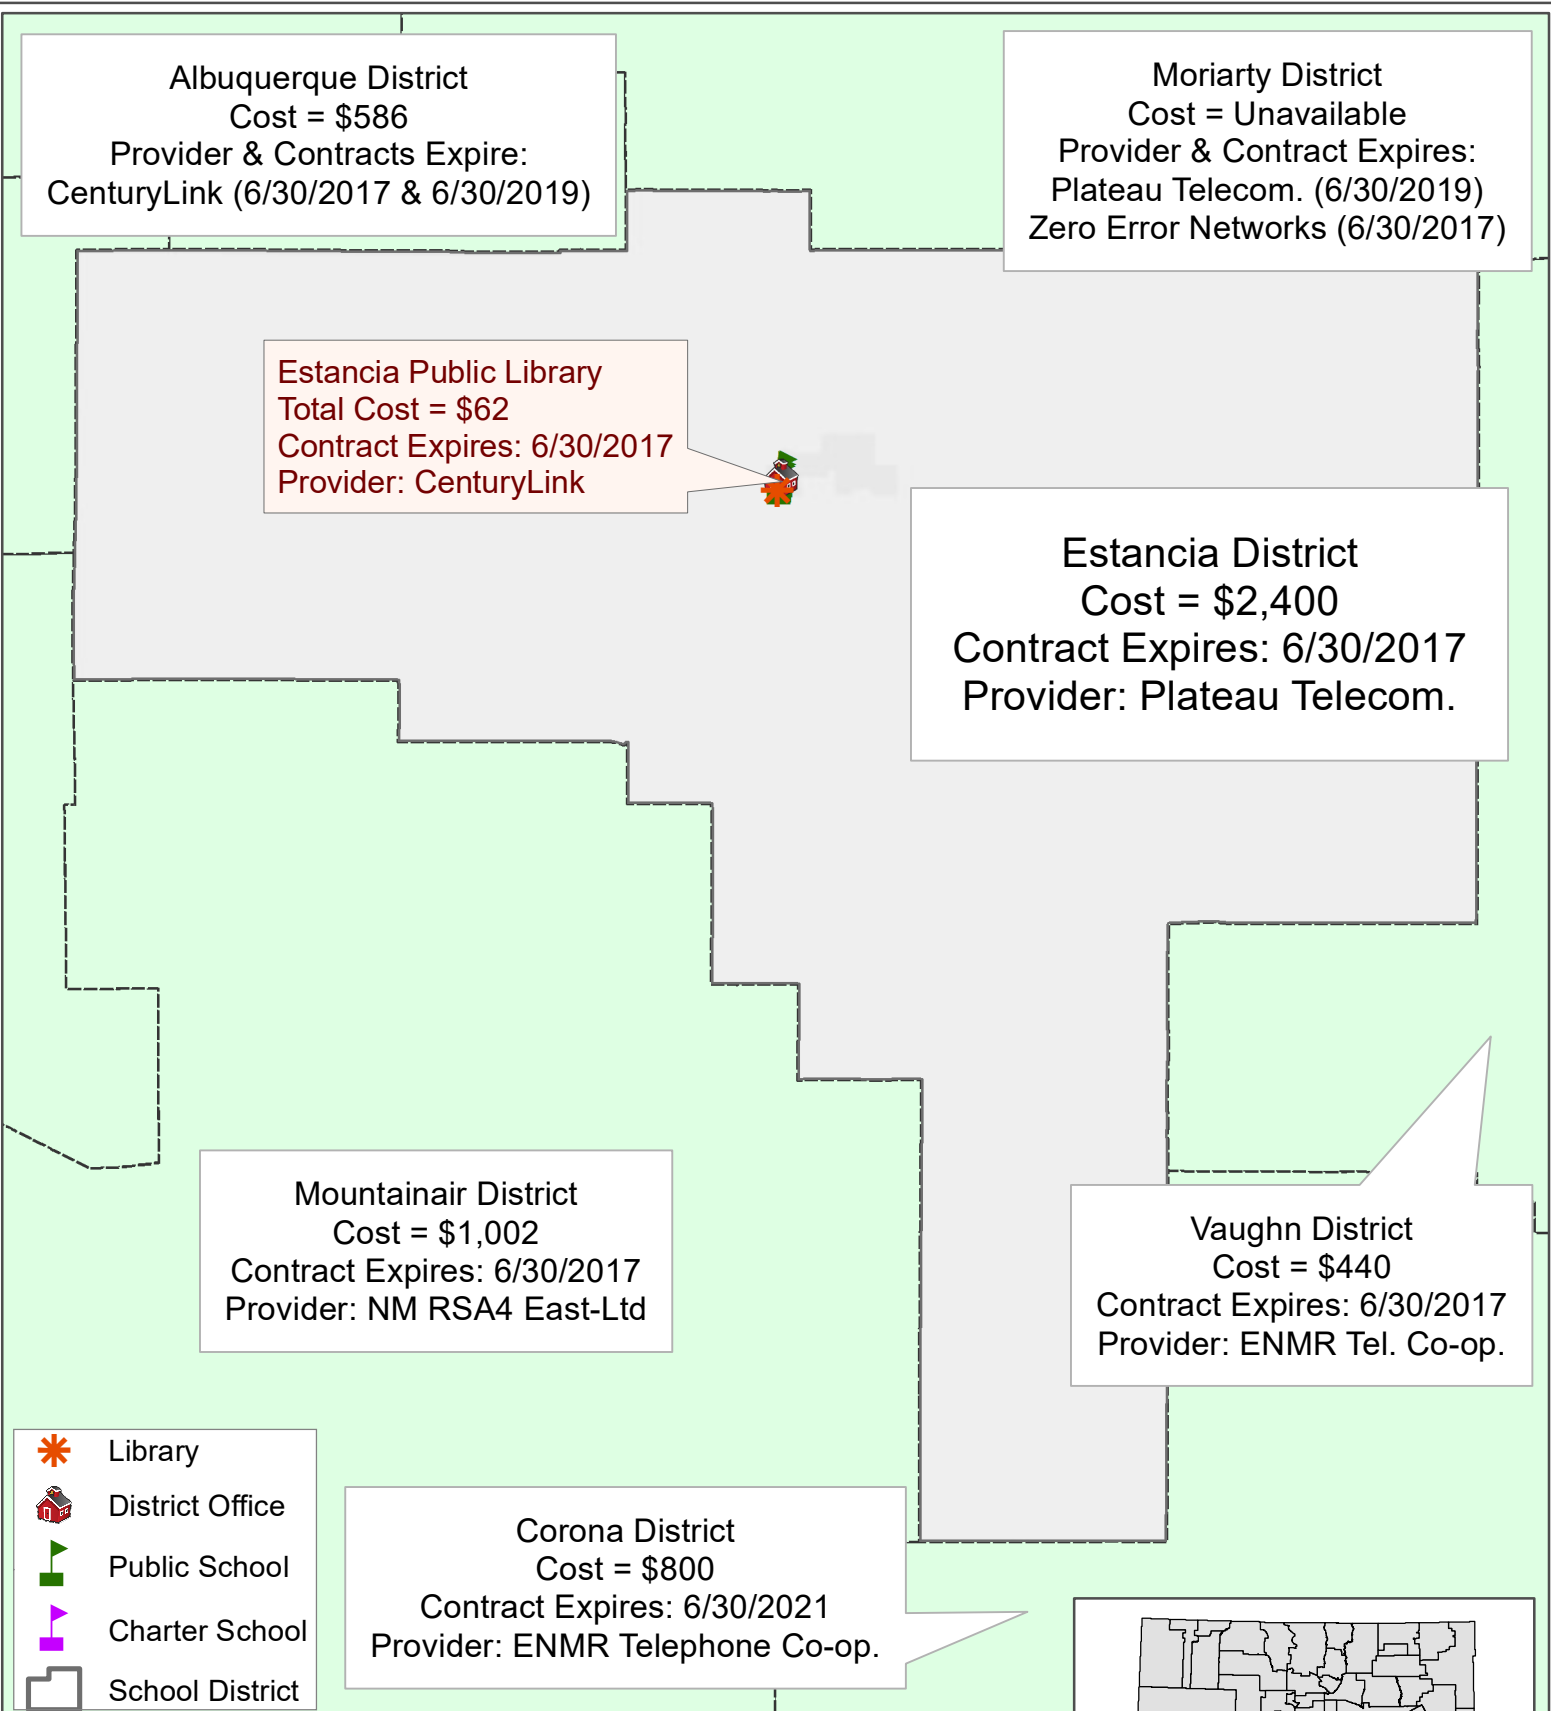 Albuquerque District
Cost = $586
Provider & Contracts Expire:
CenturyLink (6/30/2017 & 6/30/2019)
Moriarty District
Cost = Unavailable
Provider & Contract Expires:
Plateau Telecom. (6/30/2019)
Zero Error Networks (6/30/2017)
Estancia Public Library
Total Cost = $62
Contract Expires: 6/30/2017
Provider: CenturyLink
Estancia District
Cost = $2,400
Contract Expires: 6/30/2017
Provider: Plateau Telecom.
Mountainair District
Cost = $1,002
Contract Expires: 6/30/2017
Provider: NM RSA4 East-Ltd
Vaughn District
Cost = $440
Contract Expires: 6/30/2017
Provider: ENMR Tel. Co-op.
Library
District Office
Public School
Charter School
School District
Corona District
Cost = $800
Contract Expires: 6/30/2021
Provider: ENMR Telephone Co-op.